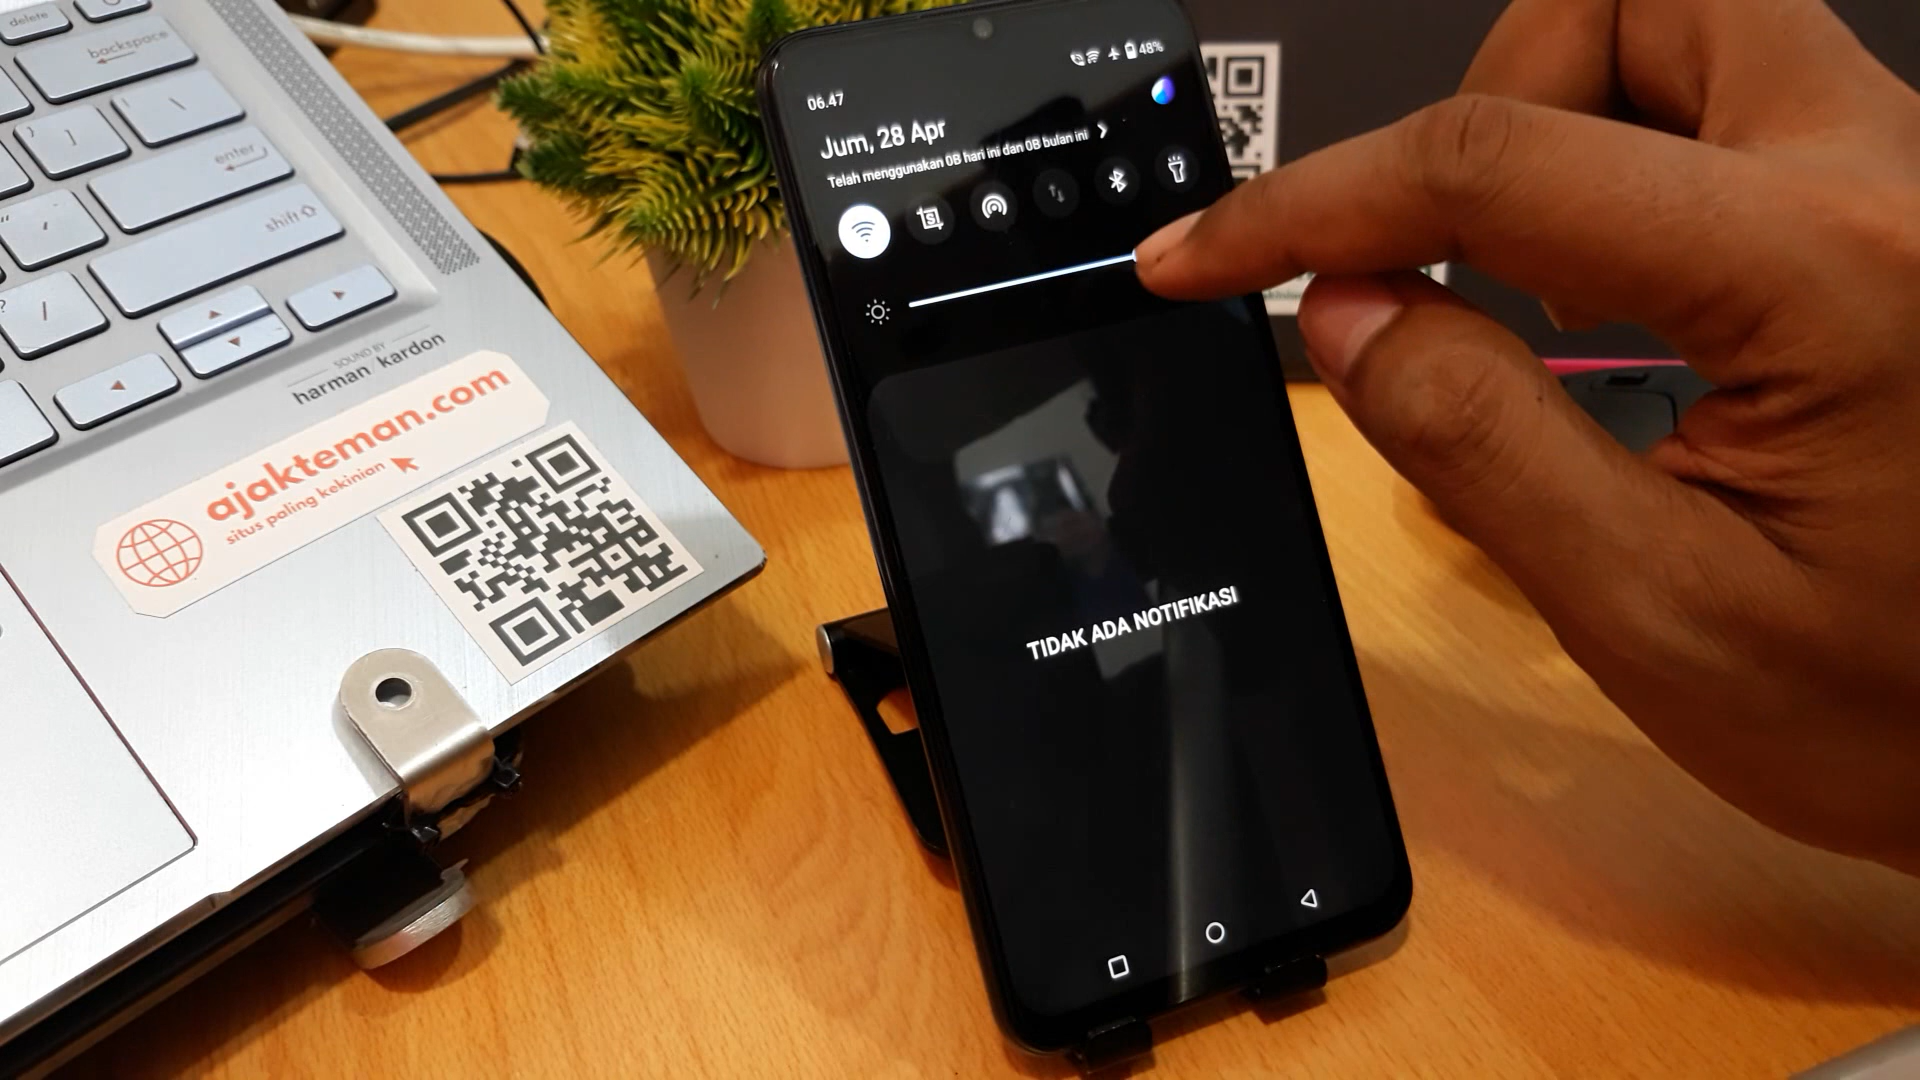 delete
backspace
enter
shift
SOUND BY
harman / kardon
ajakteman.com
situs paling kekinian
48%
06.47
Jum, 28 Apr
Telah menggunakan 0B hari ini dan 0B bulan ini
TIDAK ADA NOTIFIKASI